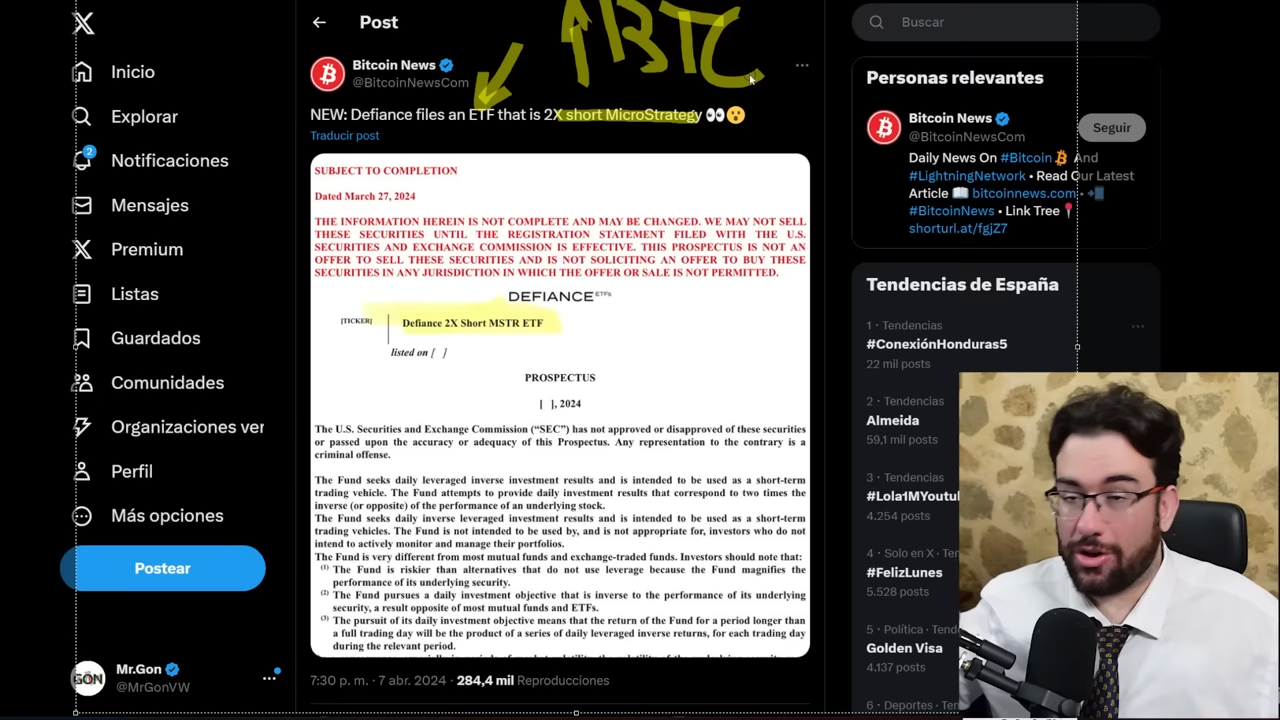 Post
Buscar
Inicio
Explorar
2
Notificaciones
Mensajes
Premium
Listas
Guardados
Comunidades
Organizaciones ver
Perfil
Más opciones
Postear
Mr.Gon
@MrGonVW
↑BTC
Bitcoin News
@BitcoinNewsCom
NEW: Defiance files an ETF that is 2X short MicroStrategy 👀😯
Traducir post
SUBJECT TO COMPLETION
Dated March 27, 2024
THE INFORMATION HEREIN IS NOT COMPLETE AND MAY BE CHANGED. WE MAY NOT SELL
THESE SECURITIES UNTIL THE REGISTRATION STATEMENT FILED WITH THE U.S.
SECURITIES AND EXCHANGE COMMISSION IS EFFECTIVE. THIS PROSPECTUS IS NOT AN
OFFER TO SELL THESE SECURITIES AND IS NOT SOLICITING AN OFFER TO BUY THESE
SECURITIES IN ANY JURISDICTION IN WHICH THE OFFER OR SALE IS NOT PERMITTED.
DEFIANCE ETFs
[TICKER] Defiance 2X Short MSTR ETF
listed on [ ]
PROSPECTUS
[ ], 2024
The U.S. Securities and Exchange Commission (“SEC”) has not approved or disapproved of these securities
or passed upon the accuracy or adequacy of this Prospectus. Any representation to the contrary is a
criminal offense.
The Fund seeks daily leveraged inverse investment results and is intended to be used as a short-term
trading vehicle. The Fund attempts to provide daily investment results that correspond to two times the
inverse (or opposite) of the performance of an underlying stock.
The Fund seeks daily inverse leveraged investment results and is intended to be used as a short-term
trading vehicles. The Fund is not intended to be used by, and is not appropriate for, investors who do not
intend to actively monitor and manage their portfolios.
The Fund is very different from most mutual funds and exchange-traded funds. Investors should note that:
(1) The Fund is riskier than alternatives that do not use leverage because the Fund magnifies the
performance of its underlying security.
(2) The Fund pursues a daily investment objective that is inverse to the performance of its underlying
security, a result opposite of most mutual funds and ETFs.
(3) The pursuit of its daily investment objective means that the return of the Fund for a period longer than
a full trading day will be the product of a series of daily leveraged inverse returns, for each trading day
during the relevant period.
7:30 p. m. · 7 abr. 2024 · 284,4 mil Reproducciones
Personas relevantes
Bitcoin News
@BitcoinNewsCom
Seguir
Daily News On #Bitcoin And
#LightningNetwork • Read Our Latest
Article 📖 bitcoinnews.com • 📲
#BitcoinNews • Link Tree 📍
shorturl.at/fgjZ7
Tendencias de España
1 · Tendencias
#ConexiónHonduras5
22 mil posts
2 · Tendencias
Almeida
59,1 mil posts
3 · Tendencias
#Lola1MYoutul
4.254 posts
4 · Solo en X · Ten
#FelizLunes
5.528 posts
5 · Política · Tend
Golden Visa
4.137 posts
6 · Deportes · Ten